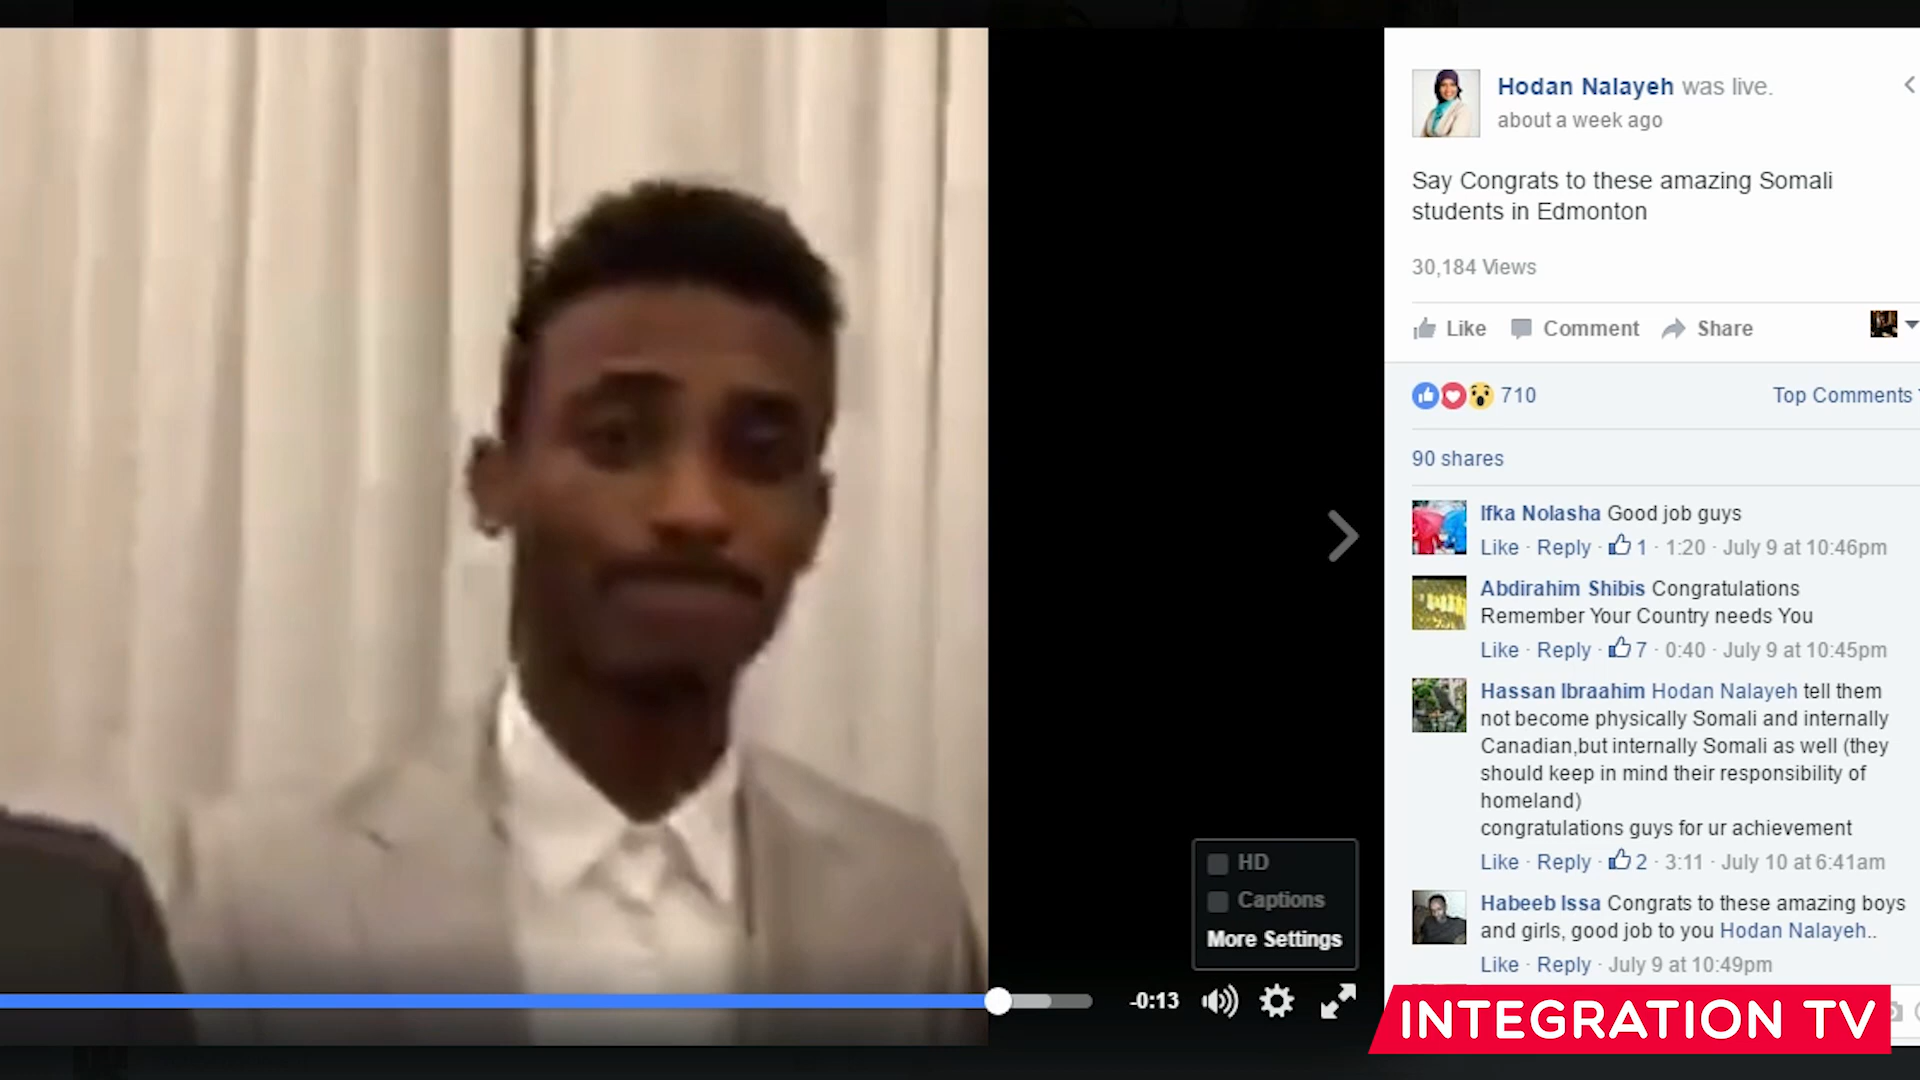 Hodan Nalayeh was live.
about a week ago
Say Congrats to these amazing Somali
students in Edmonton
30,184 Views
Like Comment Share
710 Top Comments
90 shares
Ifka Nolasha Good job guys
Like · Reply · 1 · 1:20 · July 9 at 10:46pm
Abdirahim Shibis Congratulations
Remember Your Country needs You
Like · Reply · 7 · 0:40 · July 9 at 10:45pm
Hassan Ibraahim Hodan Nalayeh tell them
not become physically Somali and internally
Canadian,but internally Somali as well (they
should keep in mind their responsibility of
homeland)
congratulations guys for ur achievement
Like · Reply · 2 · 3:11 · July 10 at 6:41am
Habeeb Issa Congrats to these amazing boys
and girls, good job to you Hodan Nalayeh..
Like · Reply · July 9 at 10:49pm
HD
Captions
More Settings
-0:13
INTEGRATION TV